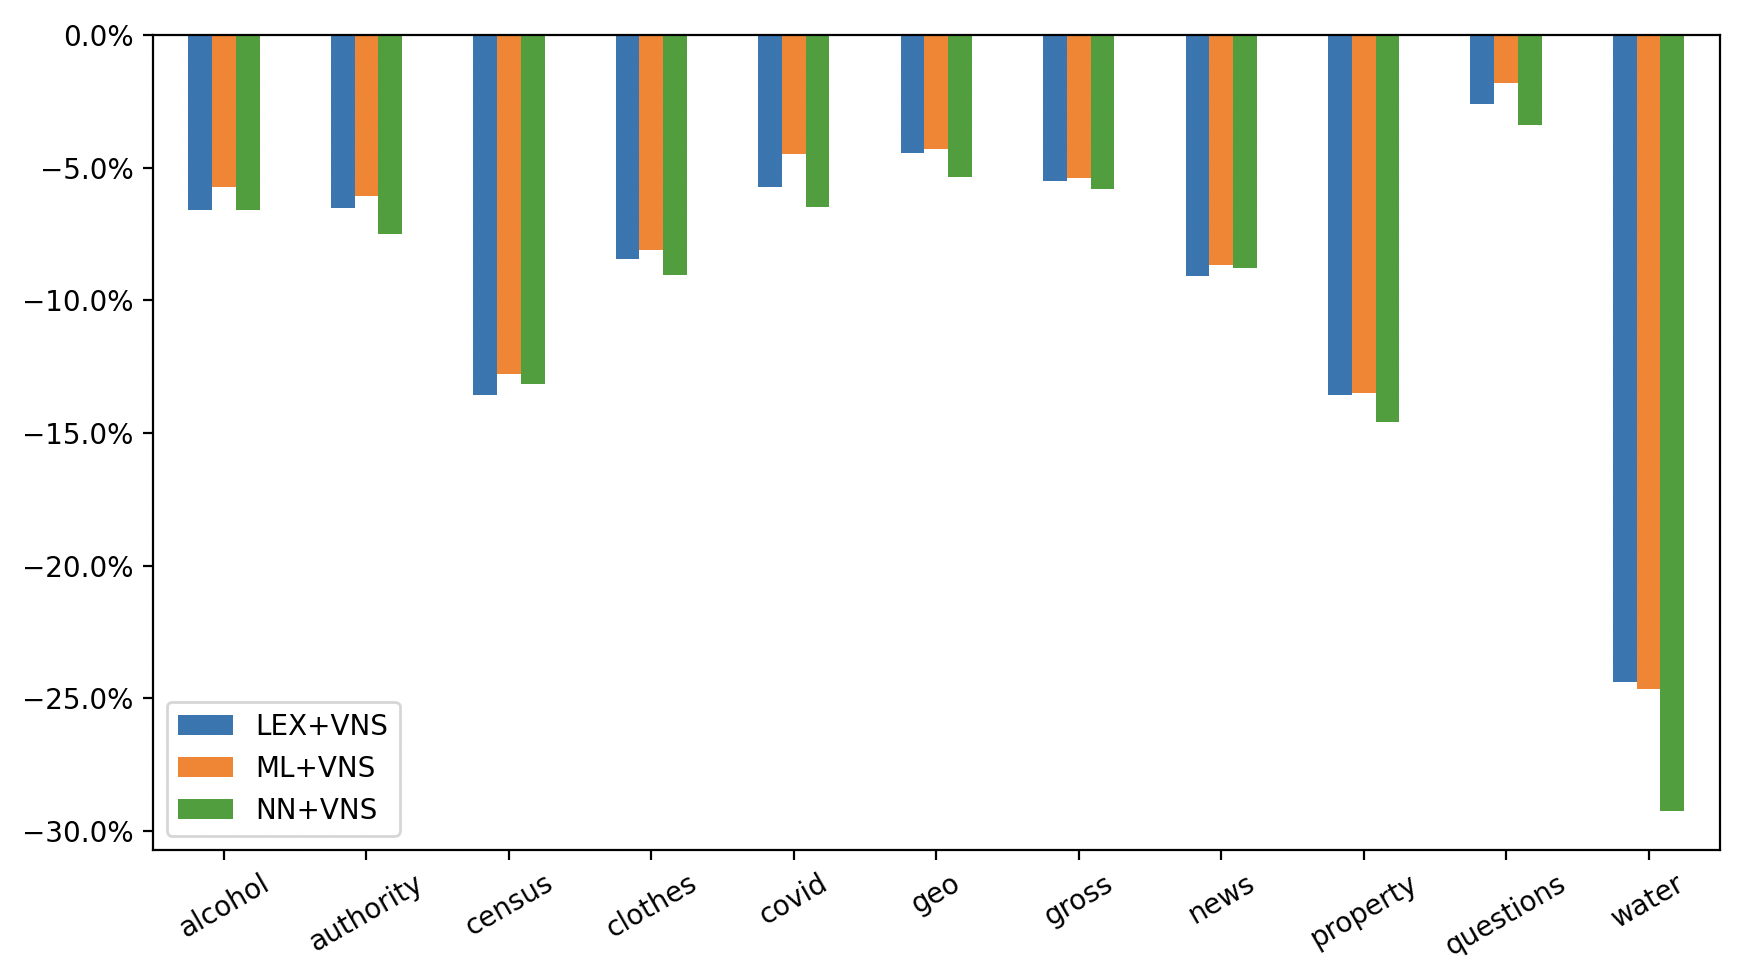 0.0%
−5.0%
−10.0%
−15.0%
−20.0%
−25.0%
−30.0%
LEX+VNS
ML+VNS
NN+VNS
alcohol
authority
census
clothes
covid
geo
gross
news
property
questions
water